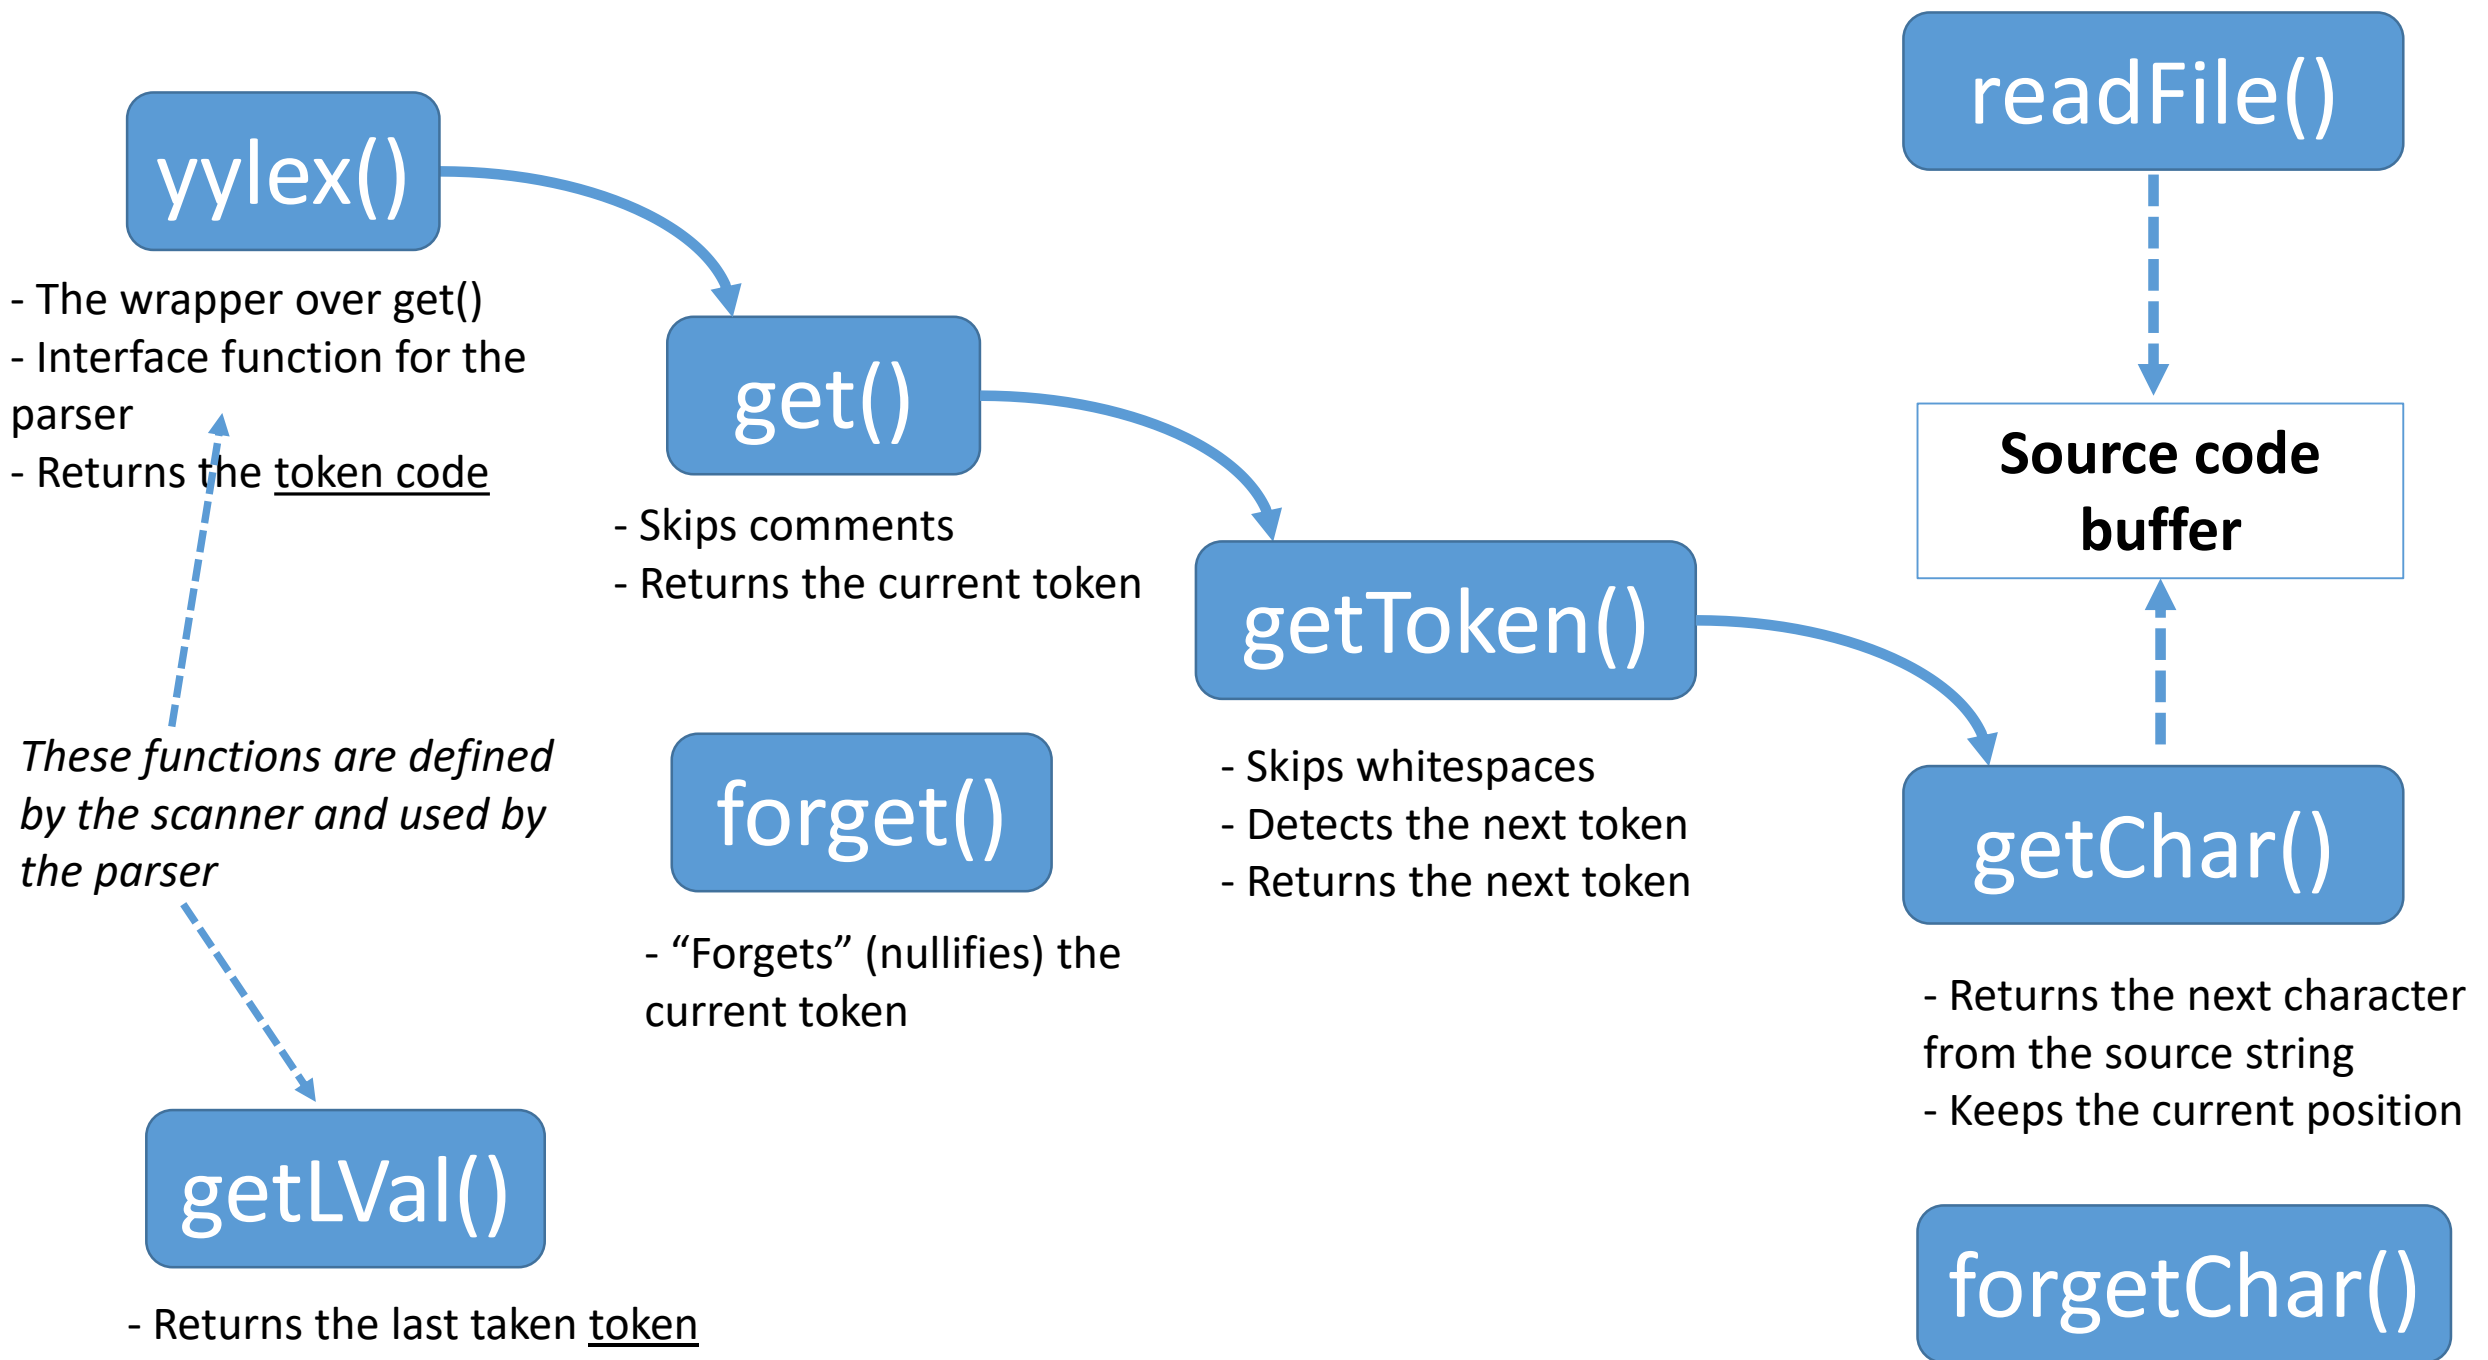 yylex()
- The wrapper over get()
- Interface function for the
parser
- Returns the token code
These functions are defined
by the scanner and used by
the parser
getLVal()
- Returns the last taken token
get()
- Skips comments
- Returns the current token
forget()
- “Forgets” (nullifies) the
current token
getToken()
- Skips whitespaces
- Detects the next token
- Returns the next token
readFile()
Source code
buffer
getChar()
- Returns the next character
from the source string
- Keeps the current position
forgetChar()